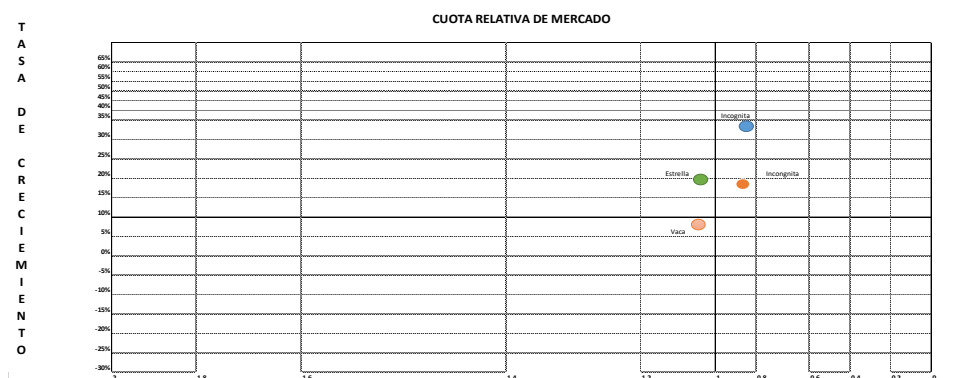 CUOTA RELATIVA DE MERCADO
T
A
S
A
D
E
C
R
E
C
I
E
M
I
E
N
T
O
65%
60%
55%
50%
45%
40%
35%
30%
25%
20%
15%
10%
5%
0%
-5%
-10%
-15%
-20%
-25%
-30%
Incognita
Estrella
Incongnita
Vaca
2 1.8 1.6 1.4 1.2 1 0.8 0.6 0.4 0.2 0